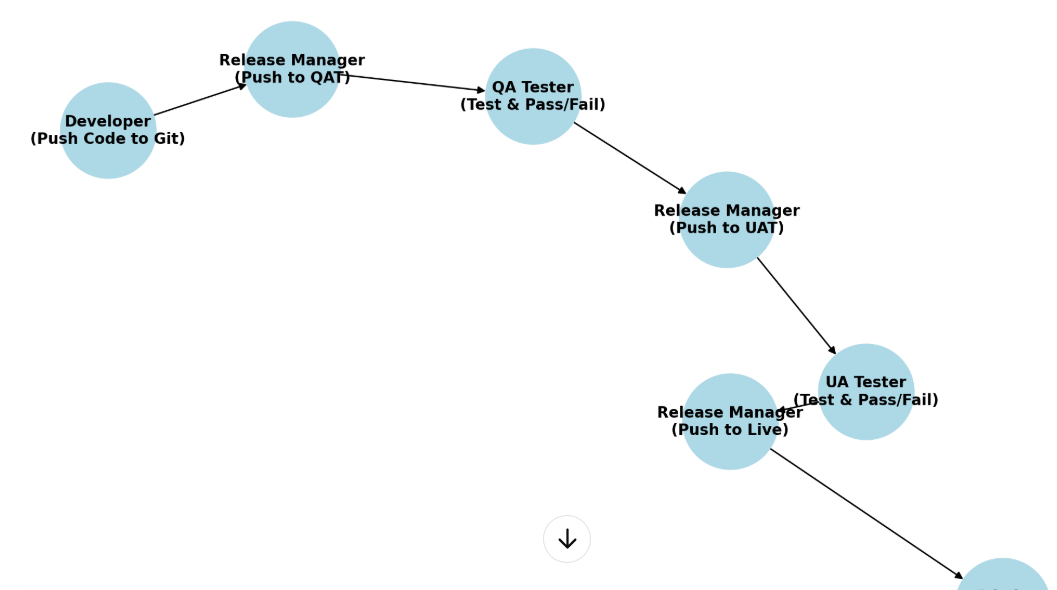 Release Manager
(Push to QAT)
QA Tester
(Test & Pass/Fail)
Developer
(Push Code to Git)
Release Manager
(Push to UAT)
UA Tester
(Test & Pass/Fail)
Release Manager
(Push to Live)